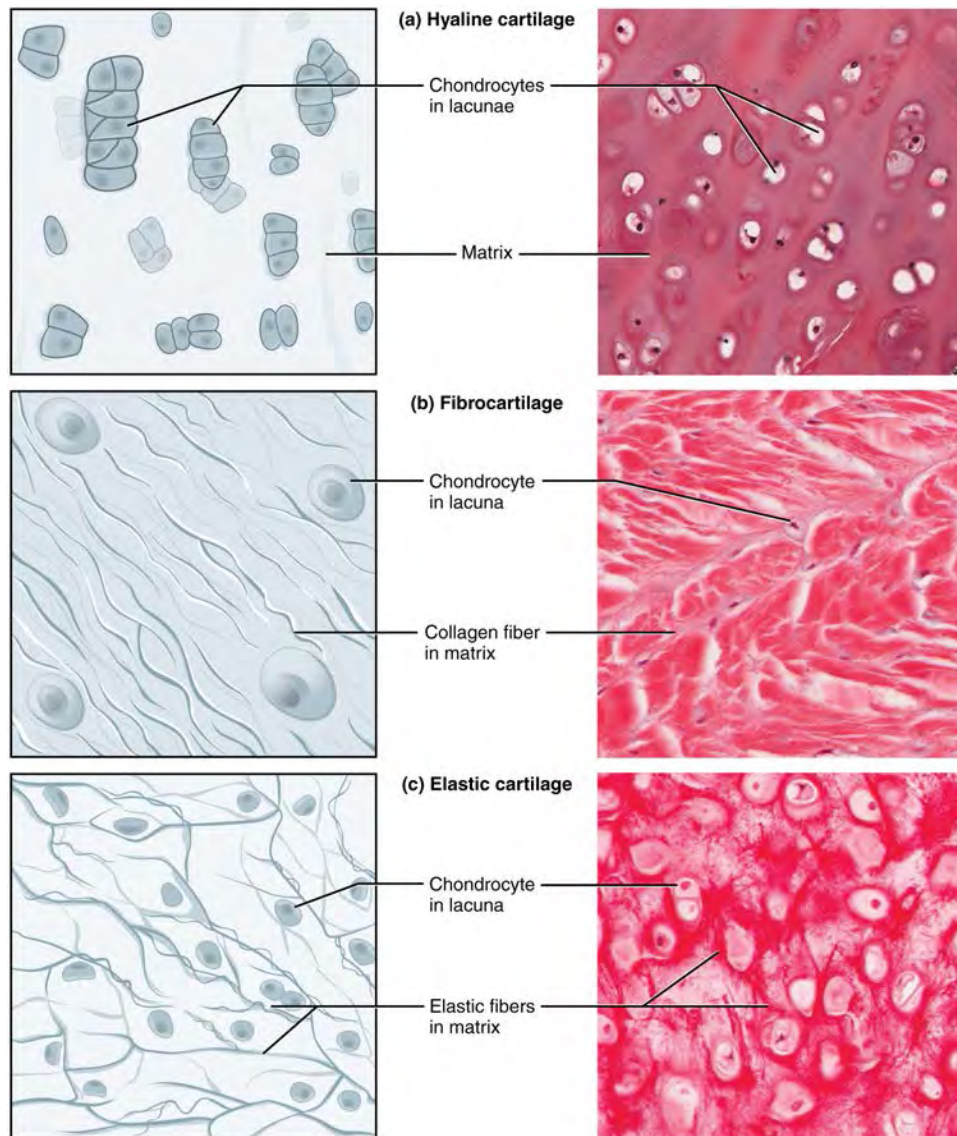 (a) Hyaline cartilage
Chondrocytes
in lacunae
Matrix
(b) Fibrocartilage
Chondrocyte
in lacuna
Collagen fiber
in matrix
(c) Elastic cartilage
Chondrocyte
in lacuna
Elastic fibers
in matrix